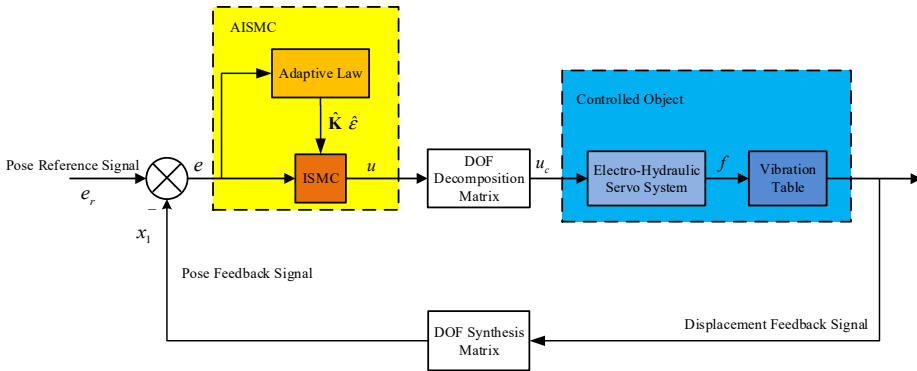 AISMC
Adaptive Law
K̂ ε̂
Controlled Object
Pose Reference Signal
e_r
e
ISMC
u
DOF
Decomposition
Matrix
u_c
Electro-Hydraulic
Servo System
f
Vibration
Table
−
x_1
Pose Feedback Signal
DOF Synthesis
Matrix
Displacement Feedback Signal